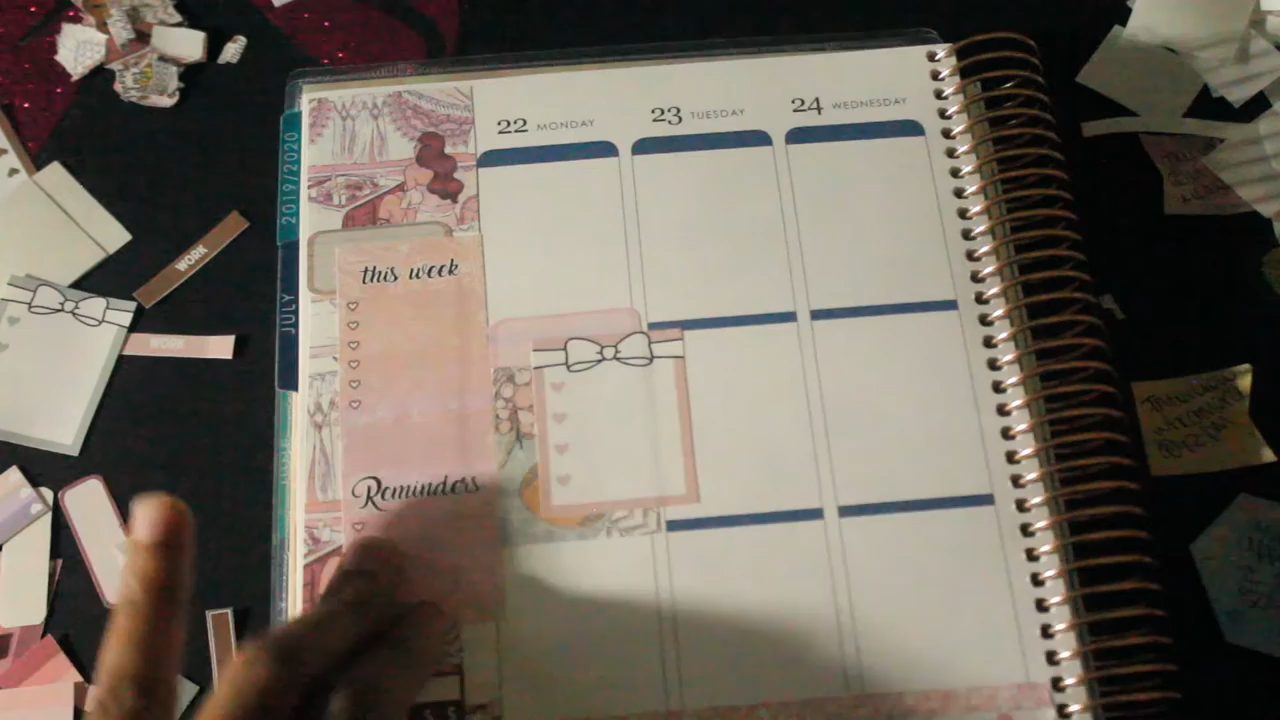 22 MONDAY
23 TUESDAY
24 WEDNESDAY
2019/2020
JULY
this week
Reminders
WORK
WORK